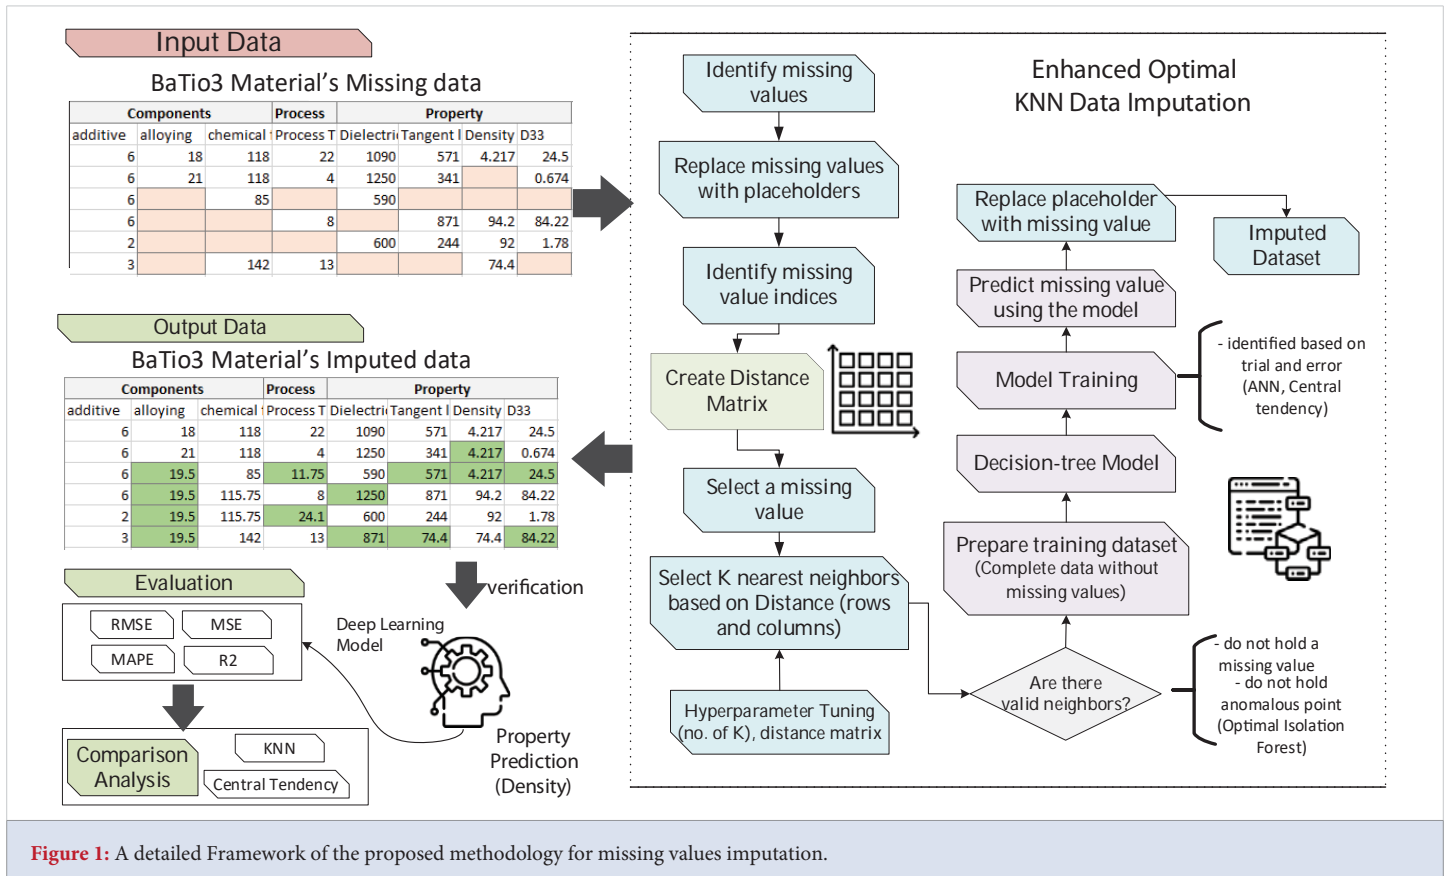 Input Data
BaTio3 Material's Missing data
Components Process Property
additive alloying chemical Process T Dielectric Tangent l Density D33
6 18 118 22 1090 571 4.217 24.5
6 21 118 4 1250 341 0.674
6 85 590
6 8 871 94.2 84.22
2 600 244 92 1.78
3 142 13 74.4
Output Data
BaTio3 Material's Imputed data
Components Process Property
additive alloying chemical Process T Dielectric Tangent l Density D33
6 18 118 22 1090 571 4.217 24.5
6 21 118 4 1250 341 4.217 0.674
6 19.5 85 11.75 590 571 4.217 24.5
6 19.5 115.75 8 1250 871 94.2 84.22
2 19.5 115.75 24.1 600 244 92 1.78
3 19.5 142 13 871 74.4 74.4 84.22
Evaluation
RMSE MSE
MAPE R2
Comparison
Analysis
KNN
Central Tendency
verification
Deep Learning
Model
Property
Prediction
(Density)
Enhanced Optimal
KNN Data Imputation
Identify missing
values
Replace missing values
with placeholders
Identify missing
value indices
Create Distance
Matrix
Select a missing
value
Select K nearest neighbors
based on Distance (rows
and columns)
Hyperparameter Tuning
(no. of K), distance matrix
Are there
valid neighbors?
- do not hold a
missing value
- do not hold
anomalous point
(Optimal Isolation
Forest)
Prepare training dataset
(Complete data without
missing values)
Decision-tree Model
Model Training
- identified based on
trial and error
(ANN, Central
tendency)
Predict missing value
using the model
Replace placeholder
with missing value
Imputed
Dataset
Figure 1: A detailed Framework of the proposed methodology for missing values imputation.